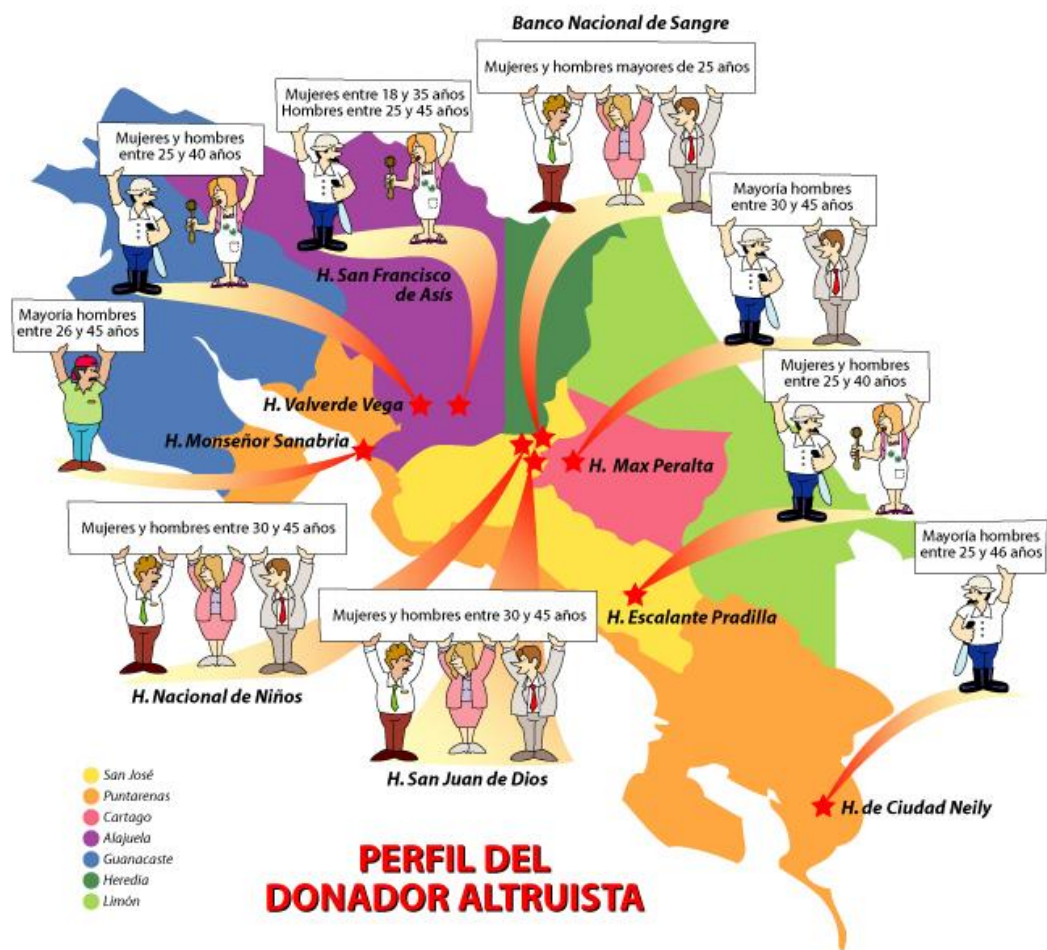 Banco Nacional de Sangre
Mujeres y hombres mayores de 25 años
Mujeres entre 18 y 35 años
Hombres entre 25 y 45 años
Mujeres y hombres
entre 25 y 40 años
Mayoría hombres
entre 30 y 45 años
H. San Francisco
de Asís
Mayoría hombres
entre 26 y 45 años
Mujeres y hombres
entre 25 y 40 años
H. Valverde Vega
H. Monseñor Sanabria
H. Max Peralta
Mujeres y hombres entre 30 y 45 años
Mayoría hombres
entre 25 y 46 años
Mujeres y hombres entre 30 y 45 años
H. Escalante Pradilla
H. Nacional de Niños
H. San Juan de Dios
H. de Ciudad Neily
San José
Puntarenas
Cartago
Alajuela
Guanacaste
Heredia
Limón
PERFIL DEL
DONADOR ALTRUISTA